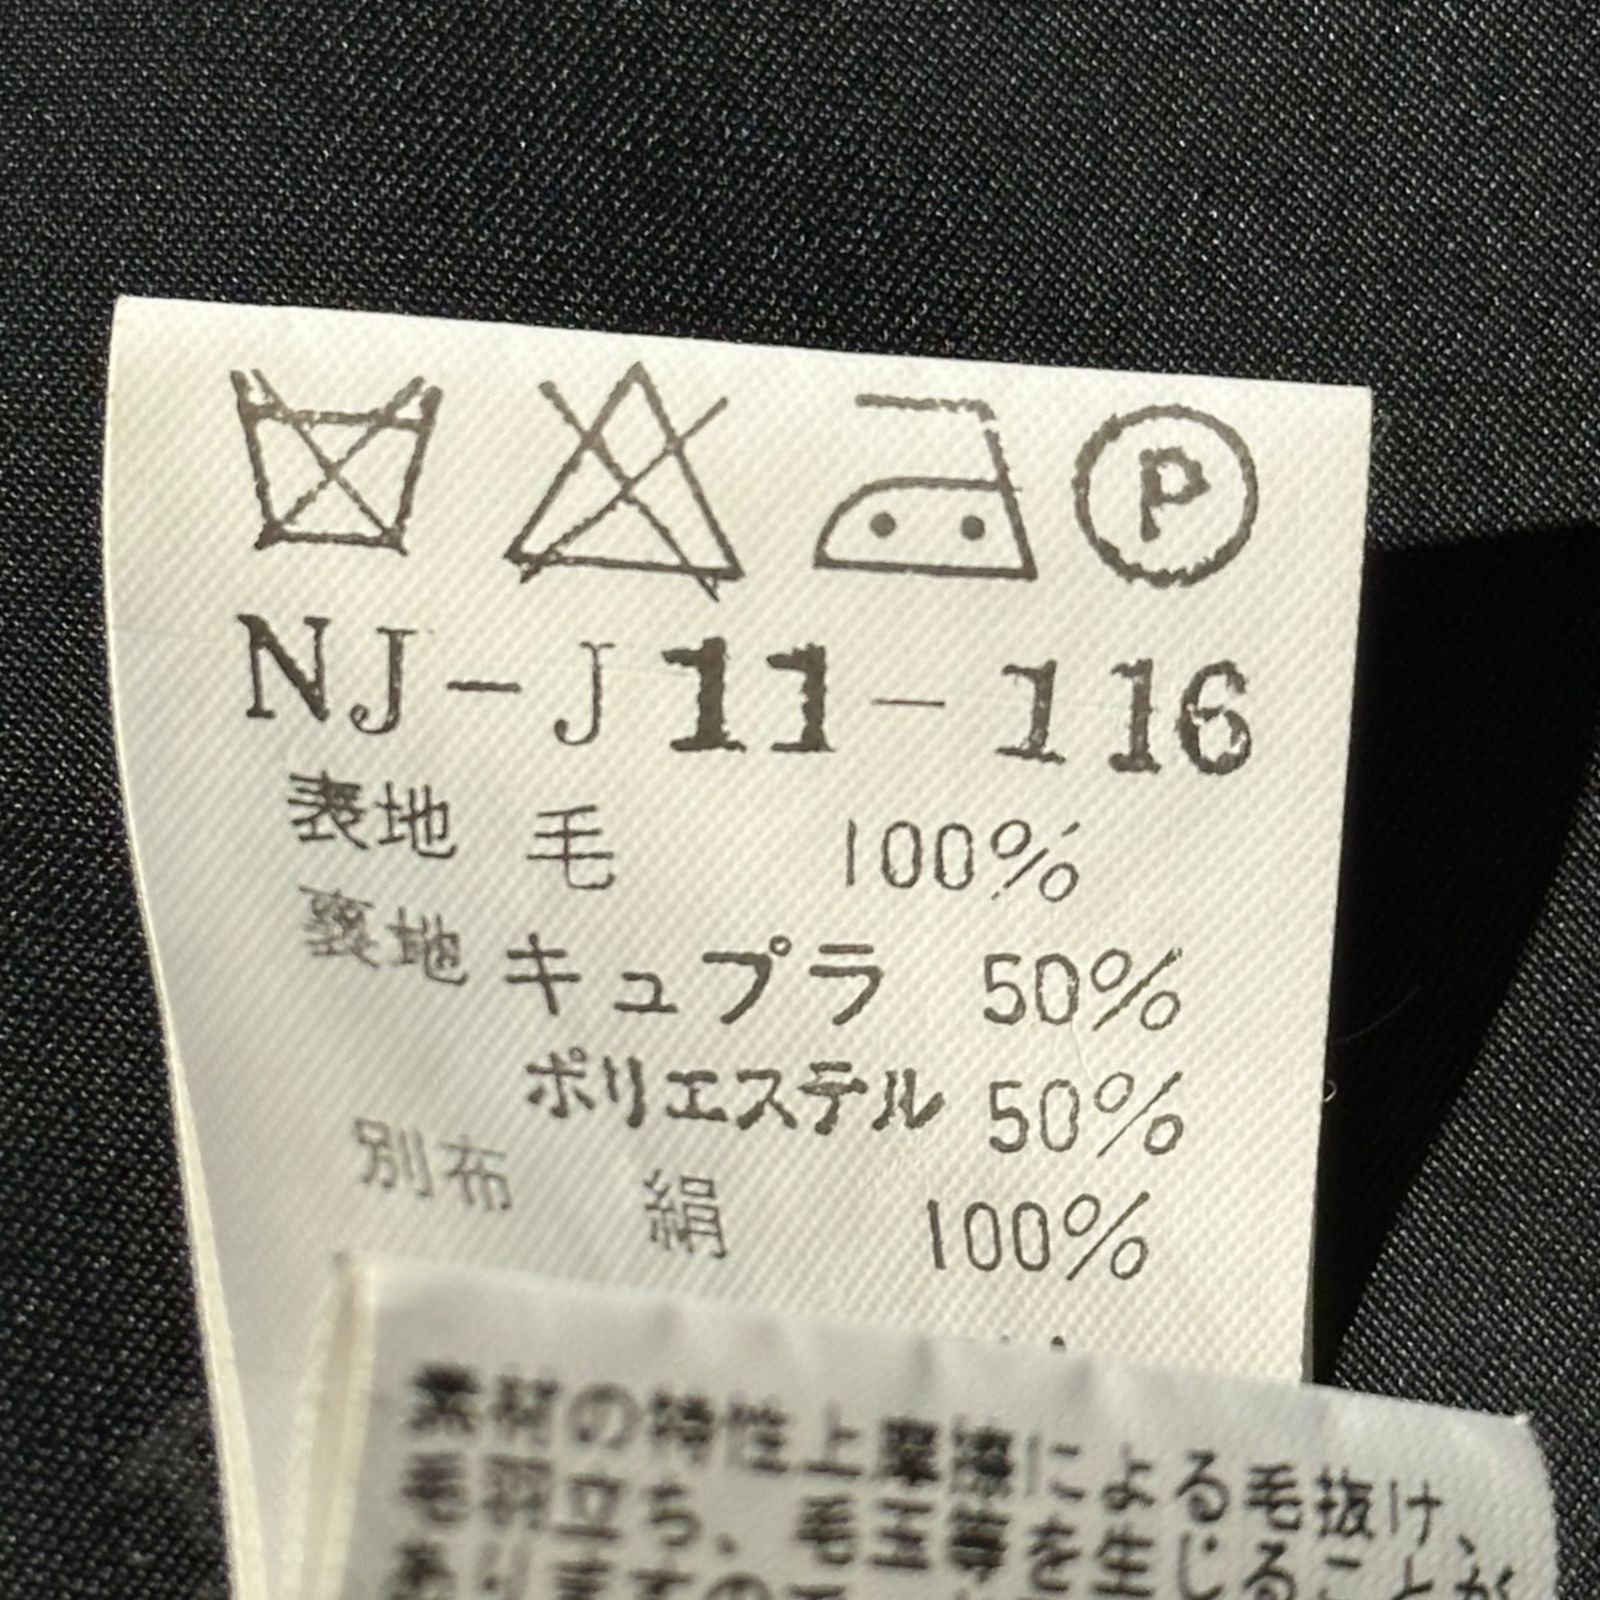 P
NJ-J11-116
表地 毛 100%
裏地 キュプラ 50%
ポリエステル 50%
別布 絹 100%
素材の特性上摩擦による毛抜け、
毛羽立ち、毛玉等を生じることが